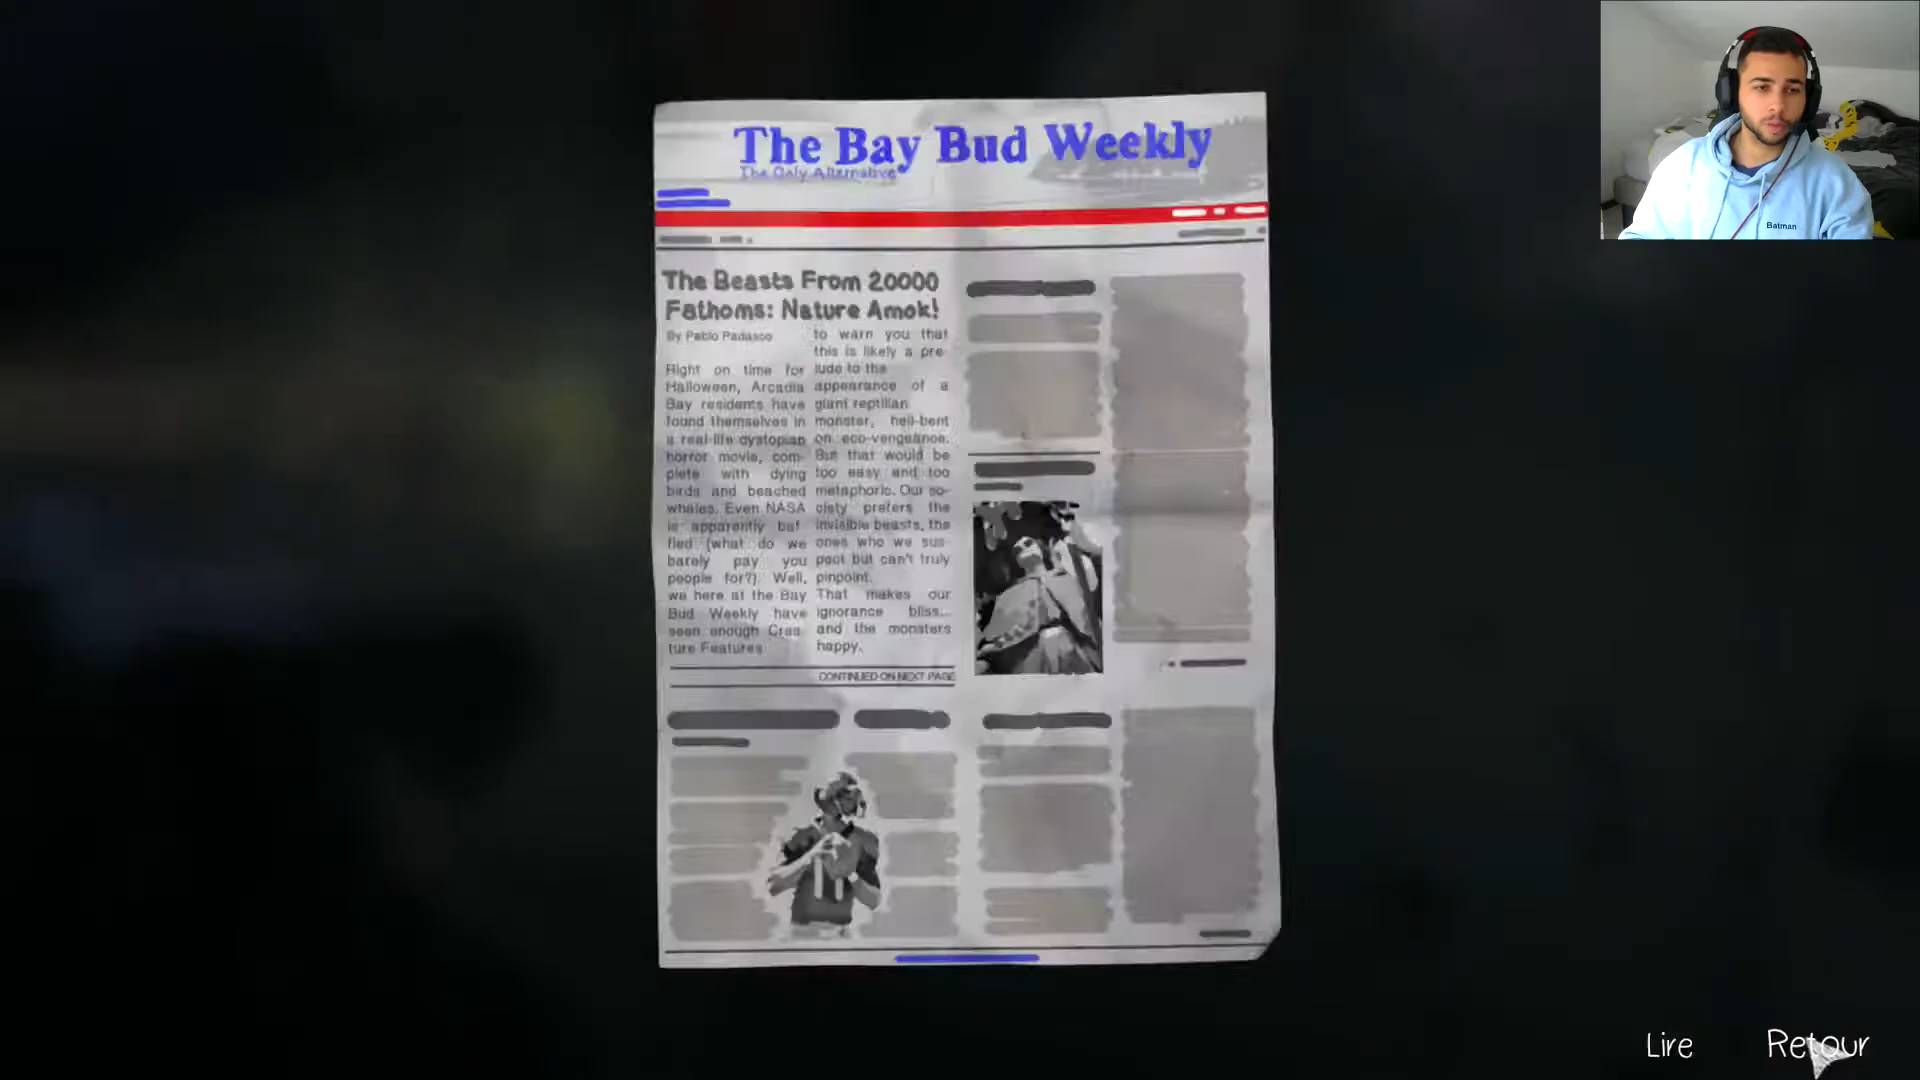 The Bay Bud Weekly
The Only Alternative
The Beasts From 20000
Fathoms: Nature Amok!
By Pablo Padasco
Right on time for
Halloween, Arcadia
Bay residents have
found themselves in
a real-life dystopian
horror movie, com-
plete with dying
birds and beached
whales. Even NASA
is apparently baf
fled (what do we
barely pay you
people for?). Well,
we here at the Bay
Bud Weekly have
seen enough Crea
ture Features
to warn you that
this is likely a pre-
lude to the
appearance of a
giant reptilian
monster, hell-bent
on eco-vengeance.
But that would be
too easy and too
metaphoric. Our so-
ciety prefers the
invisible beasts, the
ones who we sus-
pect but can't truly
pinpoint.
That makes our
ignorance bliss...
and the monsters
happy.
CONTINUED ON NEXT PAGE
11
Batman
Lire
Retour